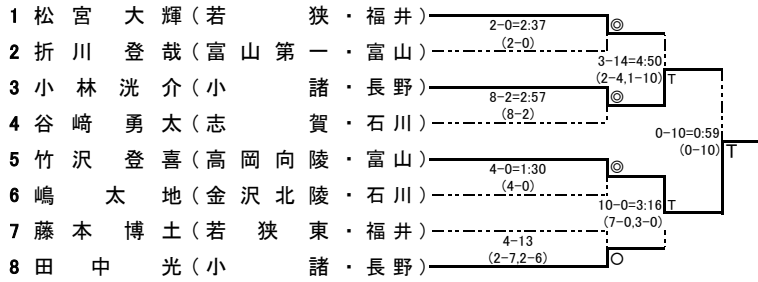 1 松宮 大輝(若狭・福井)
2-0=2:37 ◎
(2-0)
2 折川 登哉(富山第一・富山)
3-14=4:50
(2-4,1-10) T
3 小林 洸介(小諸・長野)
8-2=2:57 ◎
(8-2)
4 谷﨑 勇太(志賀・石川)
0-10=0:59
(0-10) T
5 竹沢 登喜(高岡向陵・富山)
4-0=1:30 ◎
(4-0)
6 嶋 太地(金沢北陵・石川)
10-0=3:16 T
(7-0,3-0)
7 藤本 博土(若狭東・福井)
4-13
(2-7,2-6) ○
8 田中 光(小諸・長野)